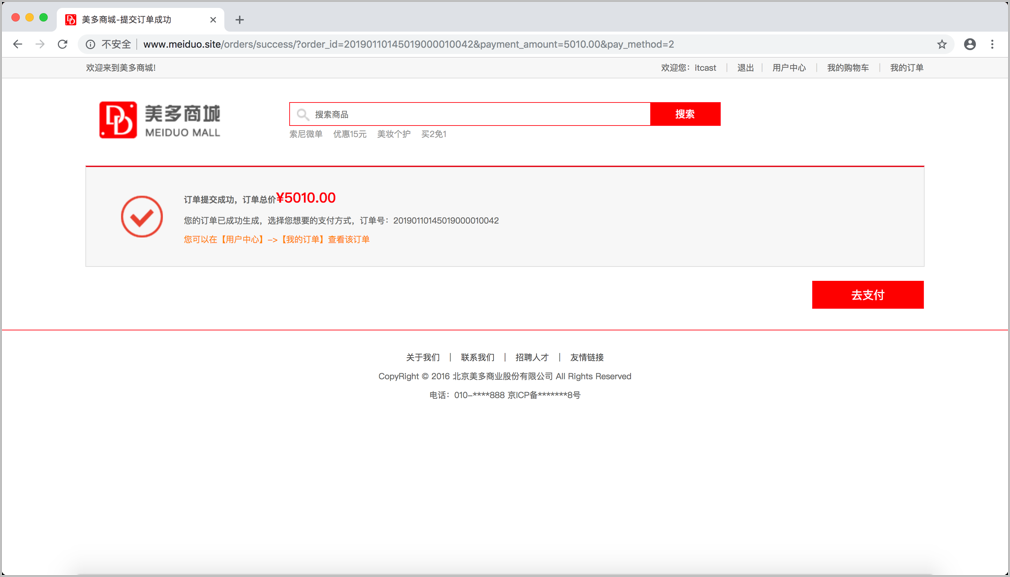 美多商城-提交订单成功
不安全 | www.meiduo.site/orders/success/?order_id=20190110145019000010042&payment_amount=5010.00&pay_method=2
欢迎来到美多商城!
欢迎您：itcast | 退出 | 用户中心 | 我的购物车 | 我的订单
美多商城
MEIDUO MALL
搜索商品
搜索
索尼微单 优惠15元 美妆个护 买2免1
订单提交成功，订单总价¥5010.00
您的订单已成功生成，选择您想要的支付方式，订单号：20190110145019000010042
您可以在【用户中心】->【我的订单】查看该订单
去支付
关于我们 | 联系我们 | 招聘人才 | 友情链接
CopyRight © 2016 北京美多商业股份有限公司 All Rights Reserved
电话：010-****888 京ICP备*******8号